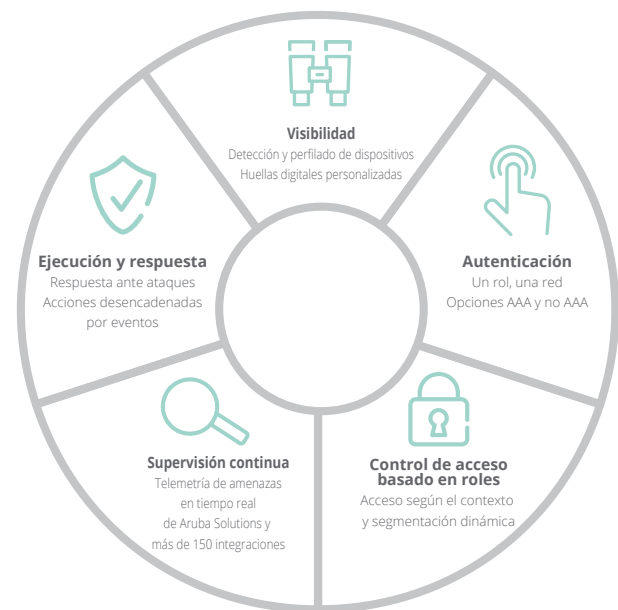 Visibilidad
Detección y perfilado de dispositivos
Huellas digitales personalizadas
Autenticación
Un rol, una red
Opciones AAA y no AAA
Control de acceso
basado en roles
Acceso según el contexto
y segmentación dinámica
Supervisión continua
Telemetría de amenazas
en tiempo real
de Aruba Solutions y
más de 150 integraciones
Ejecución y respuesta
Respuesta ante ataques
Acciones desencadenadas
por eventos